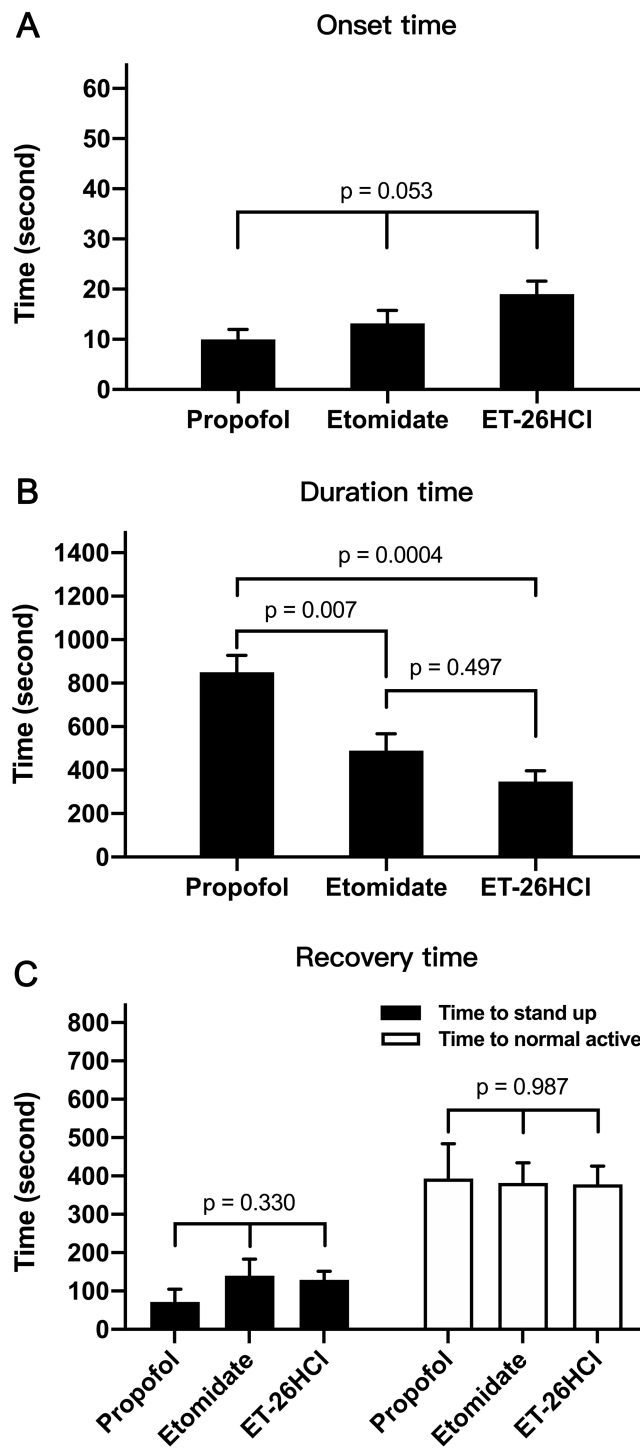 A
Onset time
Time (second)
60
50
40
30
20
10
0
p = 0.053
Propofol Etomidate ET-26HCl
B
Duration time
Time (second)
1400
1200
1000
800
600
400
200
0
p = 0.0004
p = 0.007
p = 0.497
Propofol Etomidate ET-26HCl
C
Recovery time
Time to stand up
Time to normal active
Time (second)
800
700
600
500
400
300
200
100
0
p = 0.987
p = 0.330
Propofol Etomidate ET-26HCl Propofol Etomidate ET-26HCl